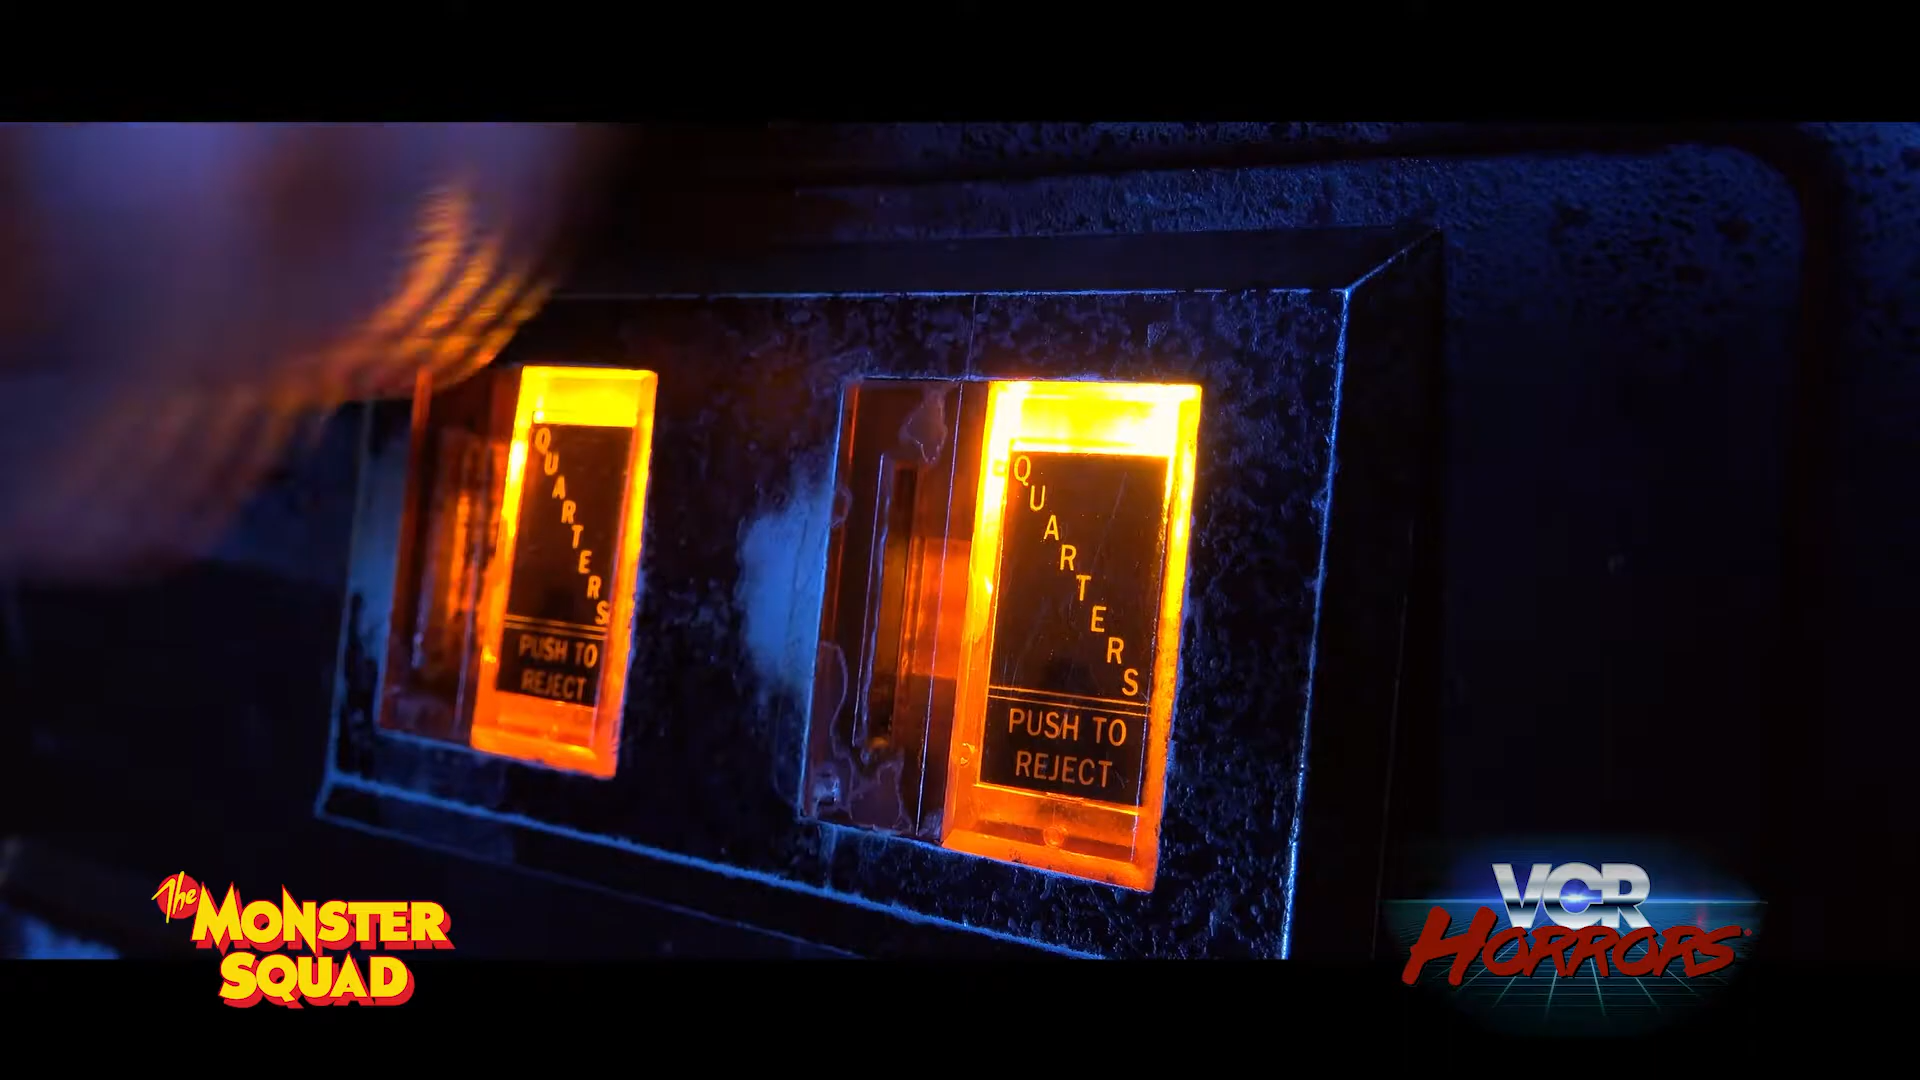 QUARTERS
PUSH TO
REJECT
QUARTERS
PUSH TO
REJECT
The
MONSTER
SQUAD
VCR
HORRORS